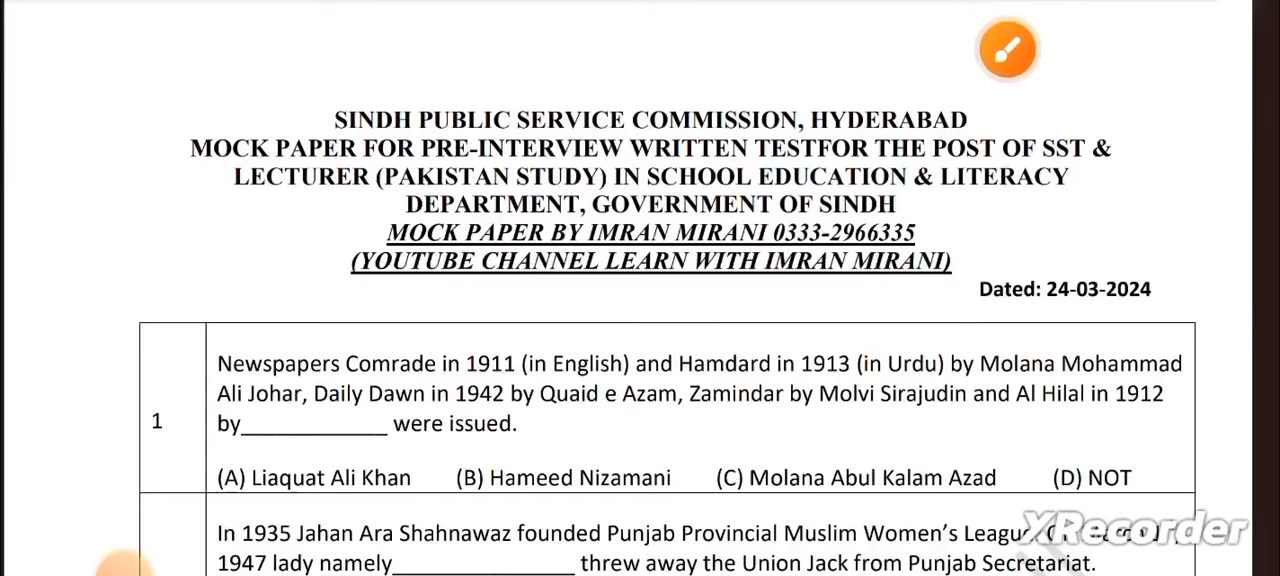 SINDH PUBLIC SERVICE COMMISSION, HYDERABAD
MOCK PAPER FOR PRE-INTERVIEW WRITTEN TESTFOR THE POST OF SST &
LECTURER (PAKISTAN STUDY) IN SCHOOL EDUCATION & LITERACY
DEPARTMENT, GOVERNMENT OF SINDH
MOCK PAPER BY IMRAN MIRANI 0333-2966335
(YOUTUBE CHANNEL LEARN WITH IMRAN MIRANI)
Dated: 24-03-2024
Newspapers Comrade in 1911 (in English) and Hamdard in 1913 (in Urdu) by Molana Mohammad
Ali Johar, Daily Dawn in 1942 by Quaid e Azam, Zamindar by Molvi Sirajudin and Al Hilal in 1912
1
by____________ were issued.
(A) Liaquat Ali Khan (B) Hameed Nizamani (C) Molana Abul Kalam Azad (D) NOT
In 1935 Jahan Ara Shahnawaz founded Punjab Provincial Muslim Women's League.
XRecorder
1947 lady namely________________ threw away the Union Jack from Punjab Secretariat.